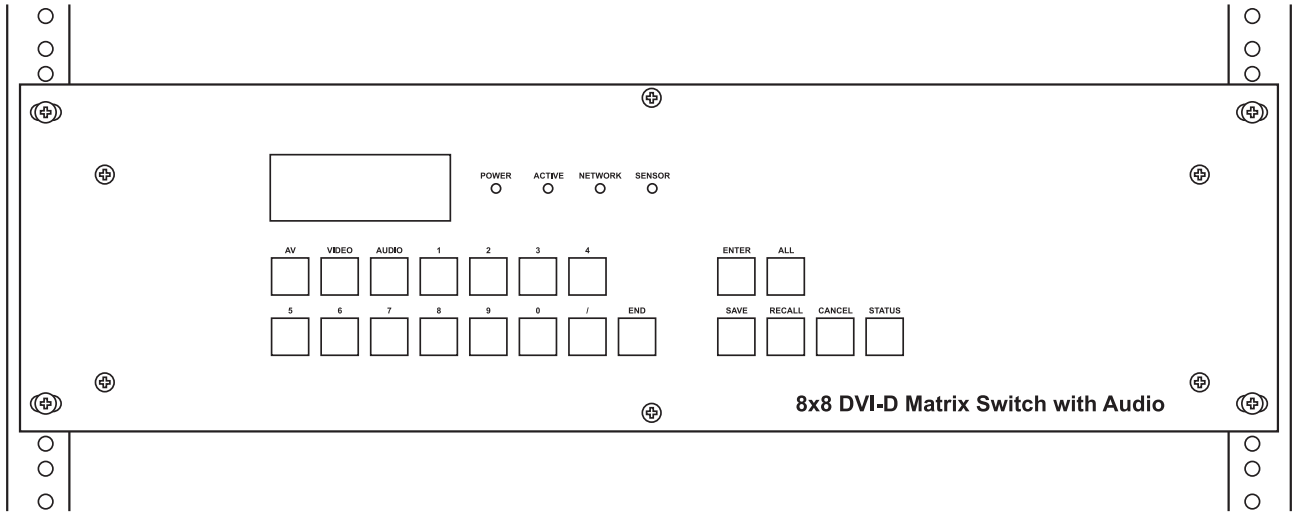 POWER ACTIVE NETWORK SENSOR
AV VIDEO AUDIO 1 2 3 4 ENTER ALL
5 6 7 8 9 0 / END SAVE RECALL CANCEL STATUS
8x8 DVI-D Matrix Switch with Audio